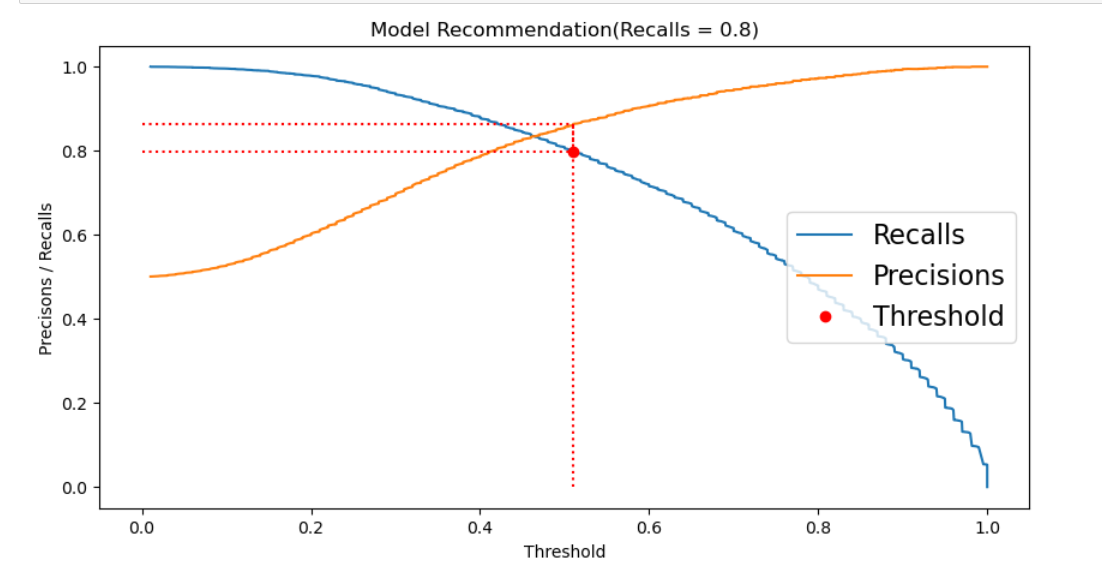 Model Recommendation(Recalls = 0.8)
1.0
0.8
0.6
0.4
0.2
0.0
Precisons / Recalls
Recalls
Precisions
Threshold
0.0 0.2 0.4 0.6 0.8 1.0
Threshold